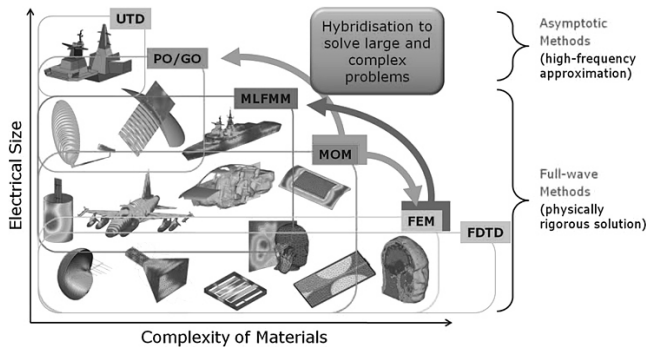 UTD
PO/GO
MLFMM
MOM
FEM
FDTD
Hybridisation to
solve large and
complex
problems
Asymptotic
Methods
(high-frequency
approximation)
Full-wave
Methods
(physically
rigorous solution)
Electrical Size
Complexity of Materials